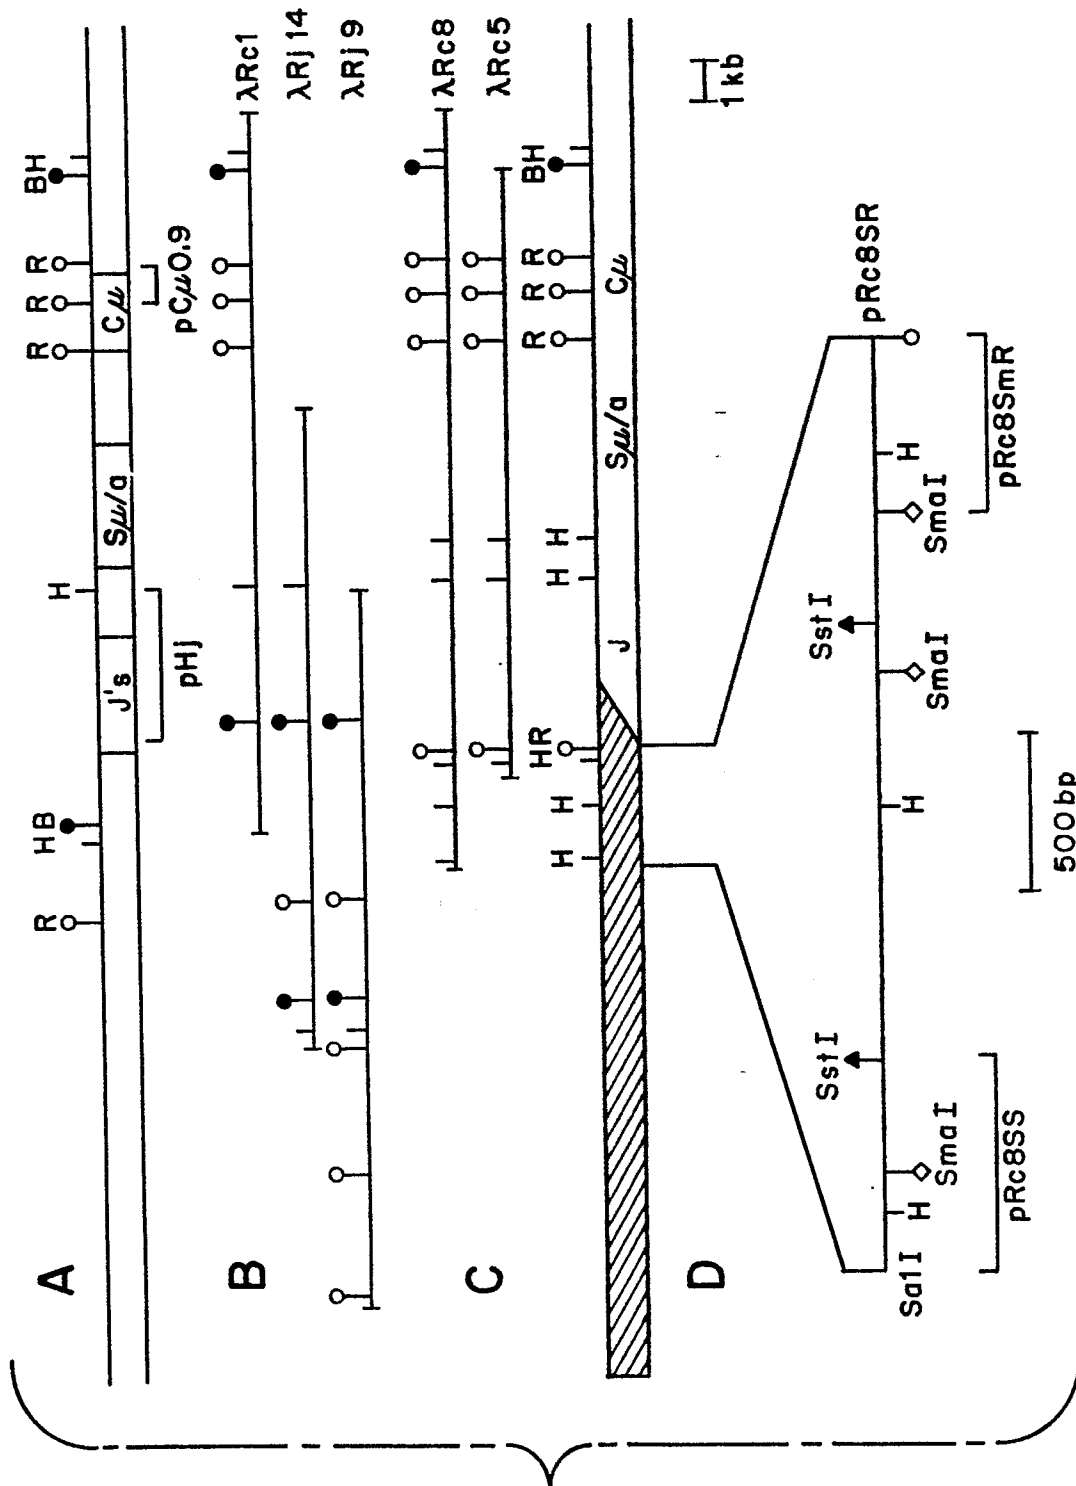 A
R HB H R R R BH
J's Sμ/a Cμ
pHj pCμ0.9
B
λRc1
λRj14
λRj9
C
λRc8
λRc5
H H HR H H R R R BH
J Sμ/a Cμ
D
1kb
SstI SstI pRc8SR
SalI H SmaI H SmaI SmaI H
pRc8SS pRc8SmR
500bp